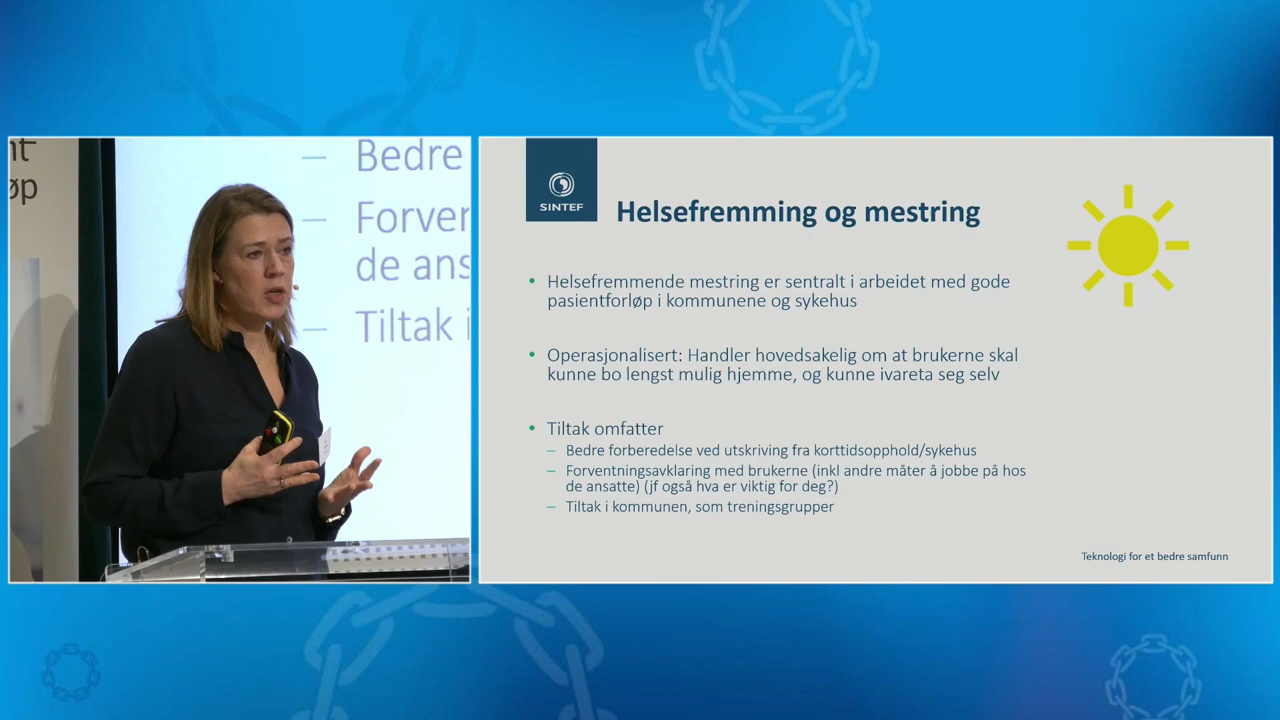 nt
øp
Bedre
Forven
de ans
Tiltak i
SINTEF
Helsefremming og mestring
• Helsefremmende mestring er sentralt i arbeidet med gode
pasientforløp i kommunene og sykehus
• Operasjonalisert: Handler hovedsakelig om at brukerne skal
kunne bo lengst mulig hjemme, og kunne ivareta seg selv
• Tiltak omfatter
– Bedre forberedelse ved utskriving fra korttidsopphold/sykehus
– Forventningsavklaring med brukerne (inkl andre måter å jobbe på hos
de ansatte) (jf også hva er viktig for deg?)
– Tiltak i kommunen, som treningsgrupper
Teknologi for et bedre samfunn